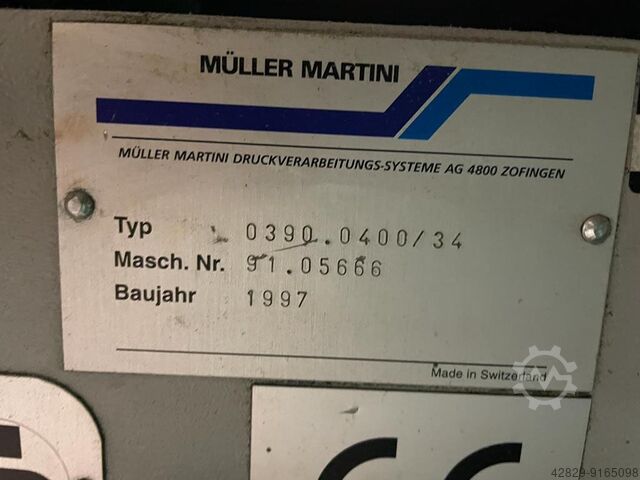 MÜLLER MARTINI
MÜLLER MARTINI DRUCKVERARBEITUNGS-SYSTEME AG 4800 ZOFINGEN
Typ 0390.0400/34
Masch. Nr. 91.05666
Baujahr 1997
Made in Switzerland
CE
42829-9165098